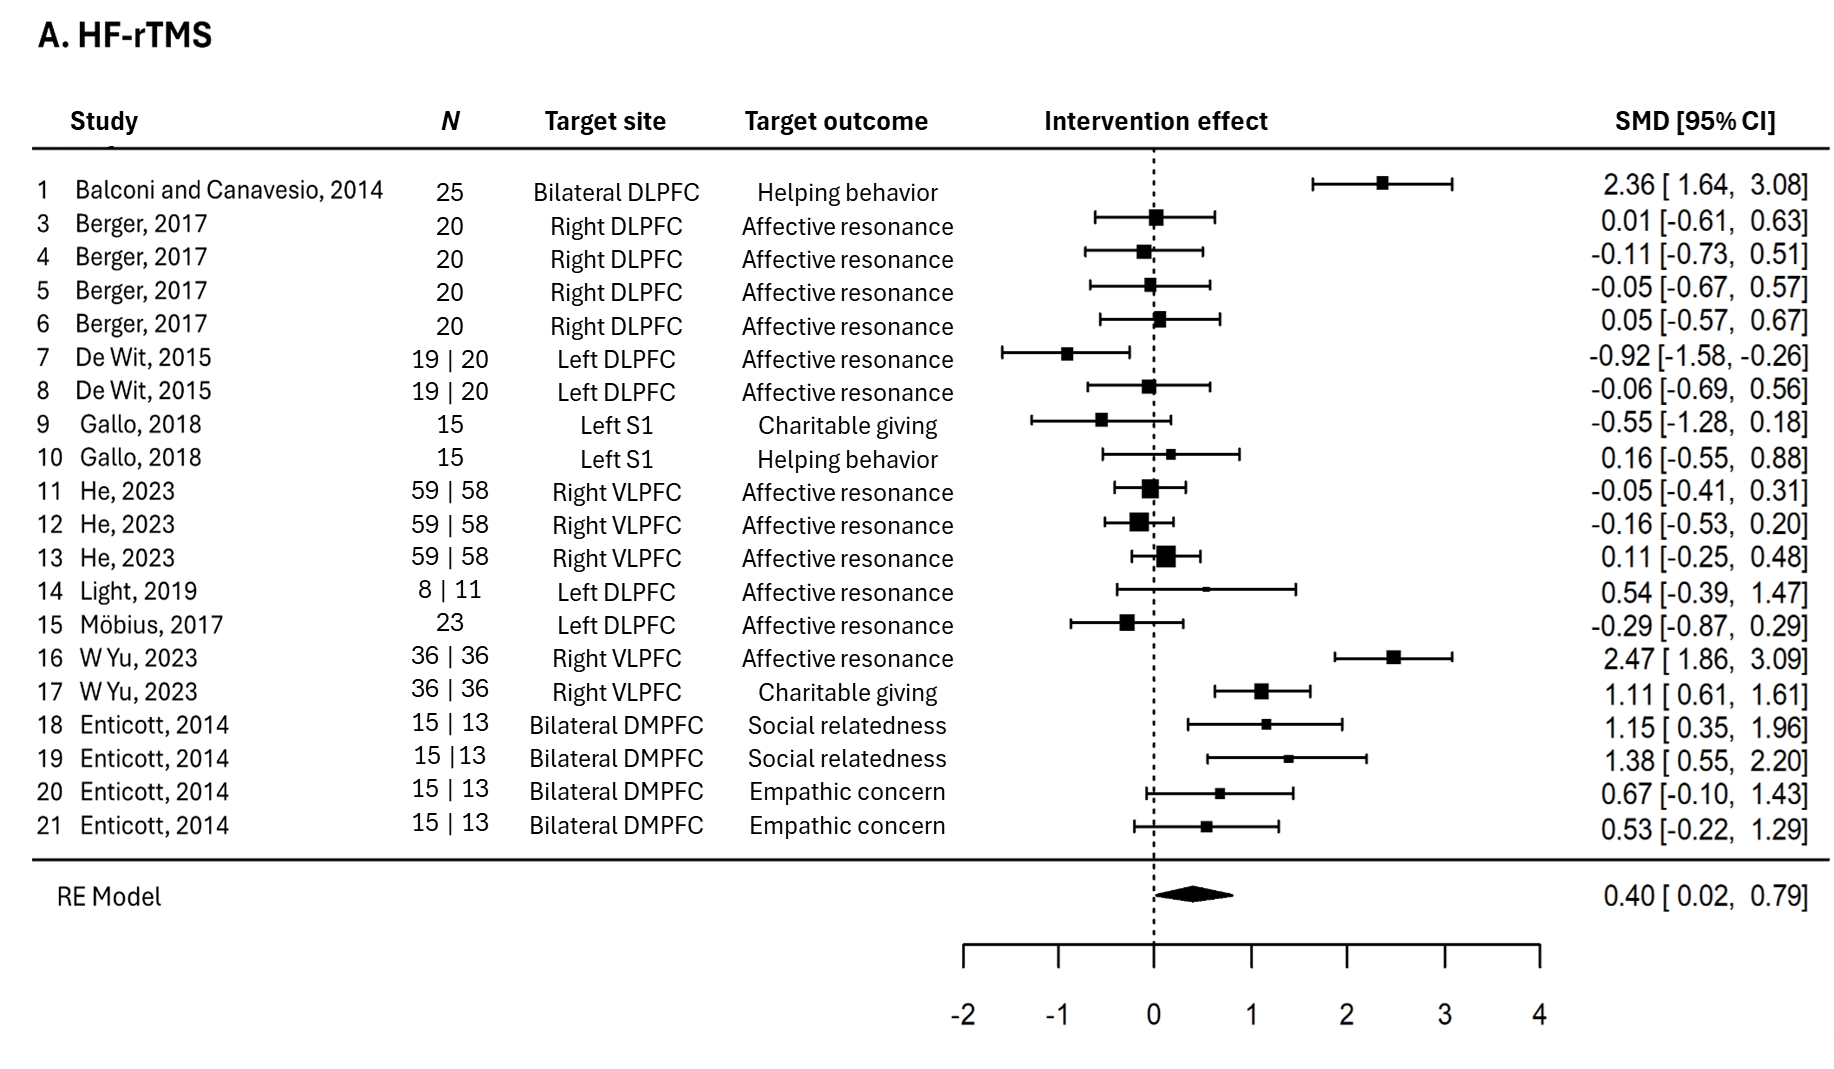 A. HF-rTMS
Study N Target site Target outcome Intervention effect SMD [95% CI]
1 Balconi and Canavesio, 2014 25 Bilateral DLPFC Helping behavior 2.36 [ 1.64, 3.08]
3 Berger, 2017 20 Right DLPFC Affective resonance 0.01 [-0.61, 0.63]
4 Berger, 2017 20 Right DLPFC Affective resonance -0.11 [-0.73, 0.51]
5 Berger, 2017 20 Right DLPFC Affective resonance -0.05 [-0.67, 0.57]
6 Berger, 2017 20 Right DLPFC Affective resonance 0.05 [-0.57, 0.67]
7 De Wit, 2015 19 | 20 Left DLPFC Affective resonance -0.92 [-1.58, -0.26]
8 De Wit, 2015 19 | 20 Left DLPFC Affective resonance -0.06 [-0.69, 0.56]
9 Gallo, 2018 15 Left S1 Charitable giving -0.55 [-1.28, 0.18]
10 Gallo, 2018 15 Left S1 Helping behavior 0.16 [-0.55, 0.88]
11 He, 2023 59 | 58 Right VLPFC Affective resonance -0.05 [-0.41, 0.31]
12 He, 2023 59 | 58 Right VLPFC Affective resonance -0.16 [-0.53, 0.20]
13 He, 2023 59 | 58 Right VLPFC Affective resonance 0.11 [-0.25, 0.48]
14 Light, 2019 8 | 11 Left DLPFC Affective resonance 0.54 [-0.39, 1.47]
15 Möbius, 2017 23 Left DLPFC Affective resonance -0.29 [-0.87, 0.29]
16 W Yu, 2023 36 | 36 Right VLPFC Affective resonance 2.47 [ 1.86, 3.09]
17 W Yu, 2023 36 | 36 Right VLPFC Charitable giving 1.11 [ 0.61, 1.61]
18 Enticott, 2014 15 | 13 Bilateral DMPFC Social relatedness 1.15 [ 0.35, 1.96]
19 Enticott, 2014 15 |13 Bilateral DMPFC Social relatedness 1.38 [ 0.55, 2.20]
20 Enticott, 2014 15 | 13 Bilateral DMPFC Empathic concern 0.67 [-0.10, 1.43]
21 Enticott, 2014 15 | 13 Bilateral DMPFC Empathic concern 0.53 [-0.22, 1.29]
RE Model 0.40 [ 0.02, 0.79]
-2 -1 0 1 2 3 4